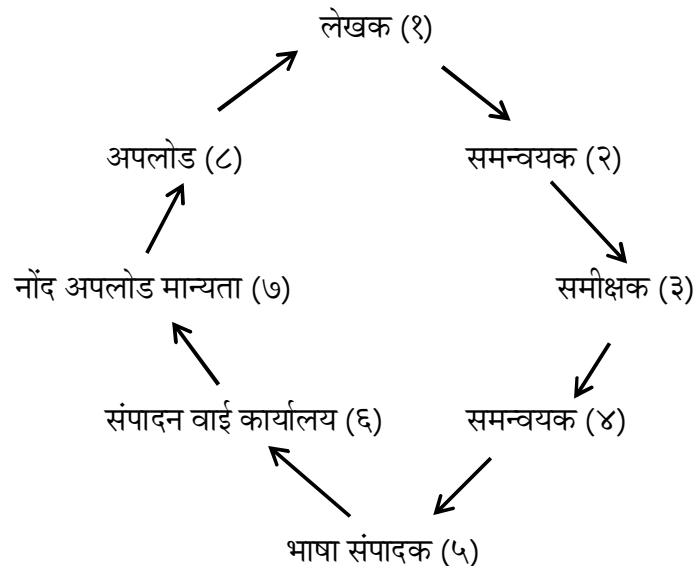 लेखक (१)
समन्वयक (२)
समीक्षक (३)
समन्वयक (४)
भाषा संपादक (५)
संपादन वाई कार्यालय (६)
नोंद अपलोड मान्यता (७)
अपलोड (८)